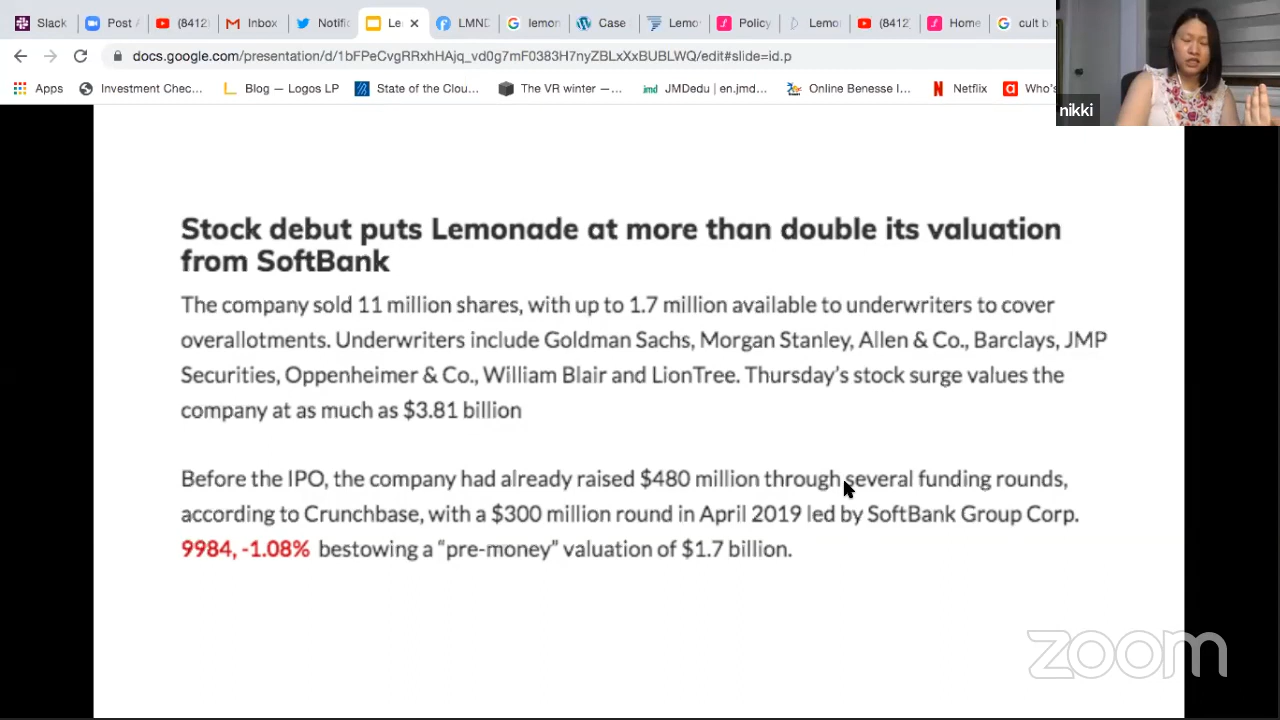 Slack
Post A
(8412
Inbox
Notific
Le
LMND
lemon
Case
Lemo
Policy
Lemo
(8412)
Home
cult b
docs.google.com/presentation/d/1bFPeCvgRRxhHAjq_vd0g7mF0383H7nyZBLxXxBUBLWQ/edit#slide=id.p
Apps
Investment Chec...
Blog — Logos LP
State of the Clou...
The VR winter —...
JMDedu | en.jmd...
Online Benesse I...
Netflix
Who's
nikki
Stock debut puts Lemonade at more than double its valuation
from SoftBank
The company sold 11 million shares, with up to 1.7 million available to underwriters to cover
overallotments. Underwriters include Goldman Sachs, Morgan Stanley, Allen & Co., Barclays, JMP
Securities, Oppenheimer & Co., William Blair and LionTree. Thursday’s stock surge values the
company at as much as $3.81 billion
Before the IPO, the company had already raised $480 million through several funding rounds,
according to Crunchbase, with a $300 million round in April 2019 led by SoftBank Group Corp.
9984, -1.08% bestowing a “pre-money” valuation of $1.7 billion.
zoom